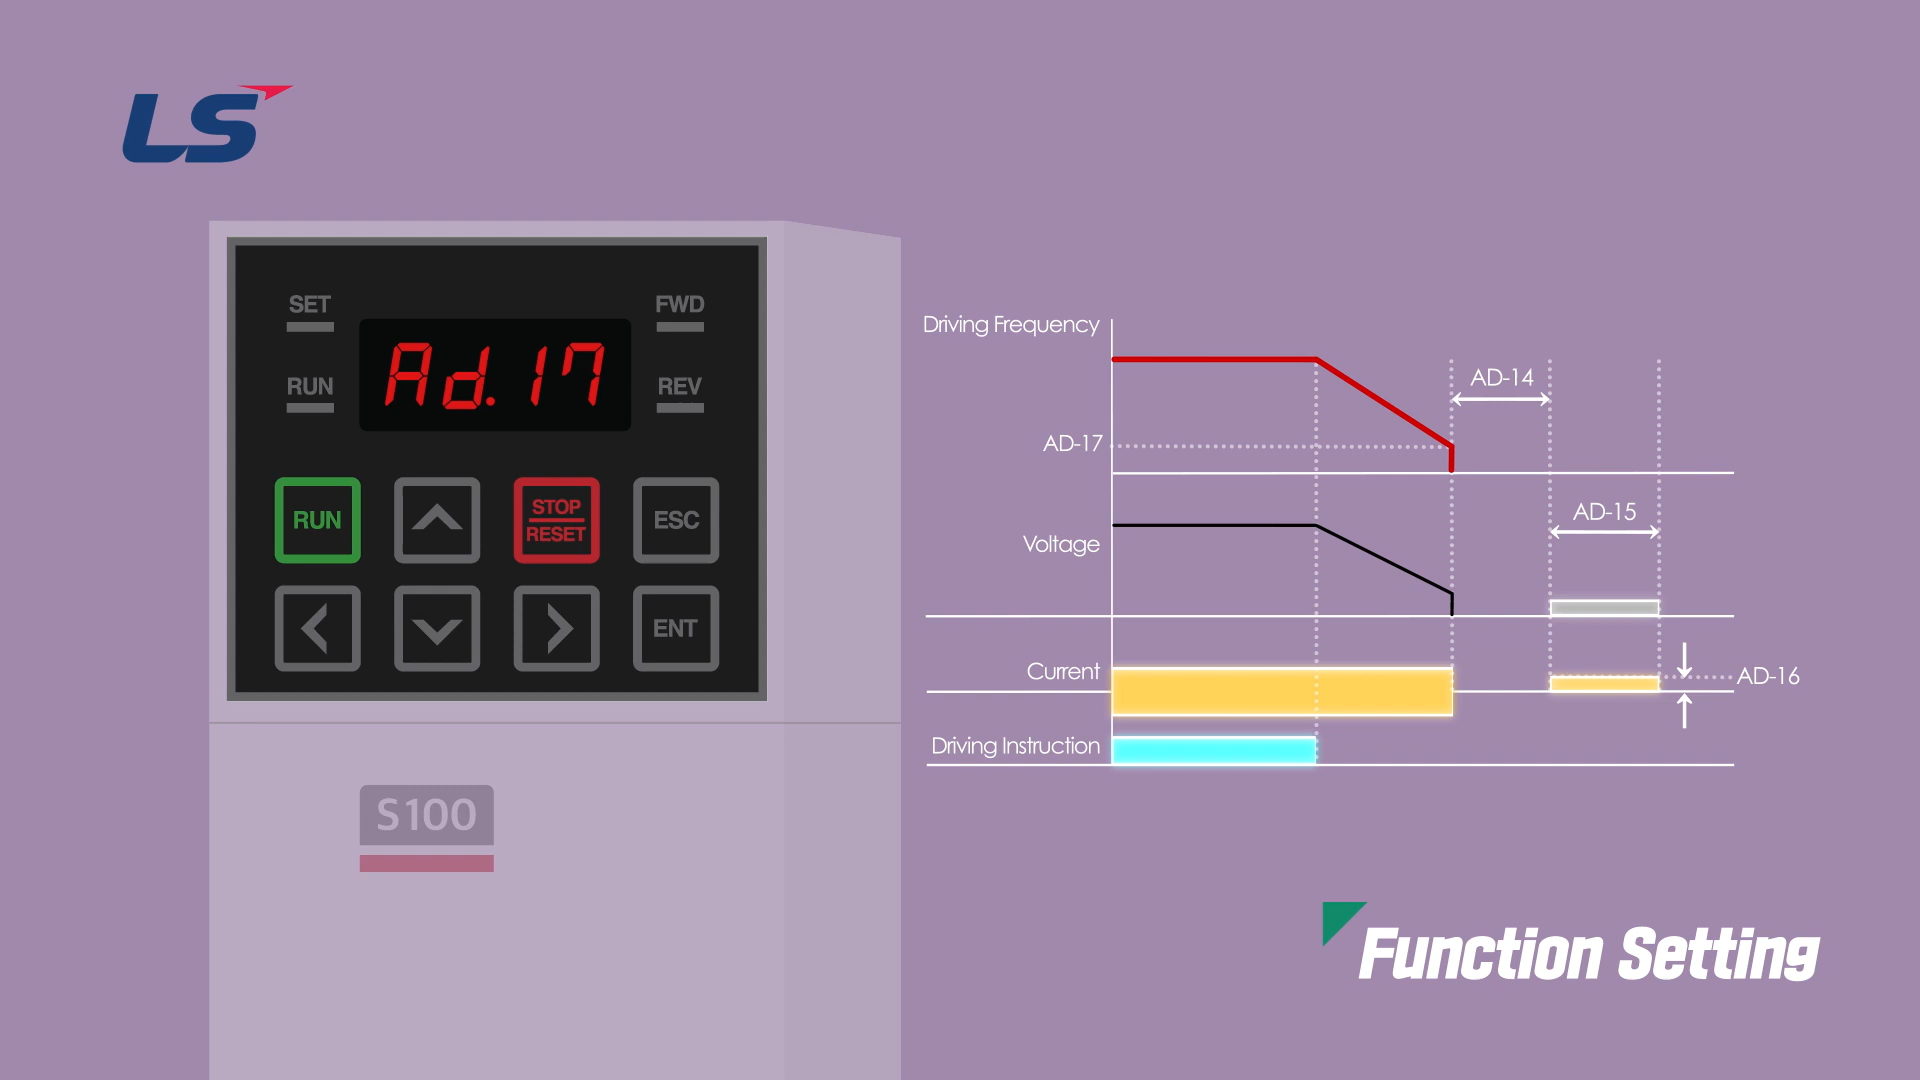 LS
SET
FWD
Ad.17
RUN
REV
RUN
STOP
RESET
ESC
ENT
S100
Driving Frequency
AD-14
AD-17
AD-15
Voltage
Current
AD-16
Driving Instruction
Function Setting